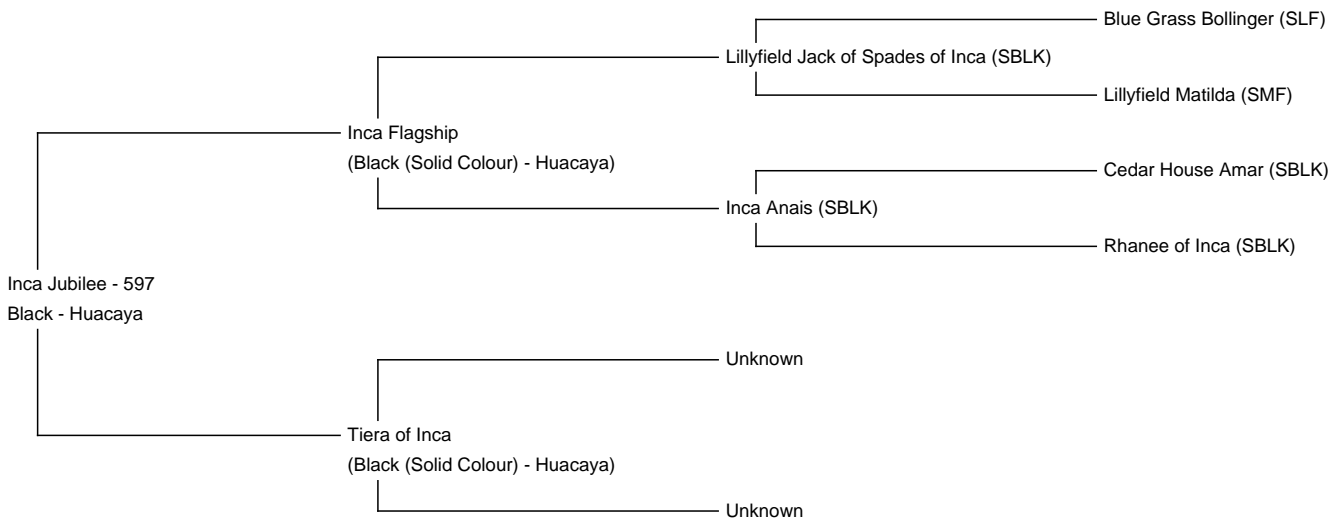 Blue Grass Bollinger (SLF)
Lillyfield Jack of Spades of Inca (SBLK)
Lillyfield Matilda (SMF)
Inca Flagship
(Black (Solid Colour) - Huacaya)
Cedar House Amar (SBLK)
Inca Anais (SBLK)
Rhanee of Inca (SBLK)
Inca Jubilee - 597
Black - Huacaya
Unknown
Tiera of Inca
(Black (Solid Colour) - Huacaya)
Unknown